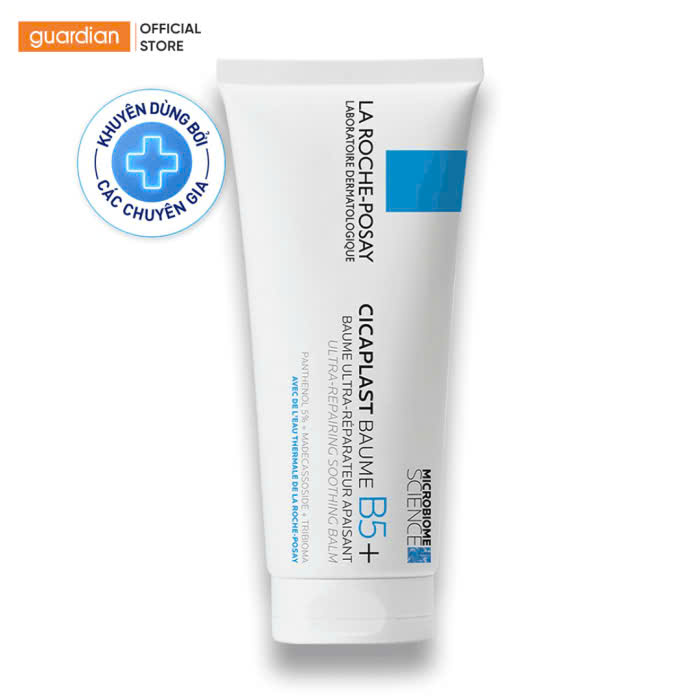 guardian
OFFICIAL
STORE
KHUYÊN DÙNG BỞI
CÁC CHUYÊN GIA
LA ROCHE-POSAY
LABORATOIRE DERMATOLOGIQUE
CICAPLAST BAUME B5+
BAUME ULTRA-RÉPARATEUR APAISANT
ULTRA-REPAIRING SOOTHING BALM
PANTHENOL 5% + MADECASSOSIDE + TRIBIOMA
AVEC DE L'EAU THERMALE DE LA ROCHE-POSAY
MICROBIOME
SCIENCE